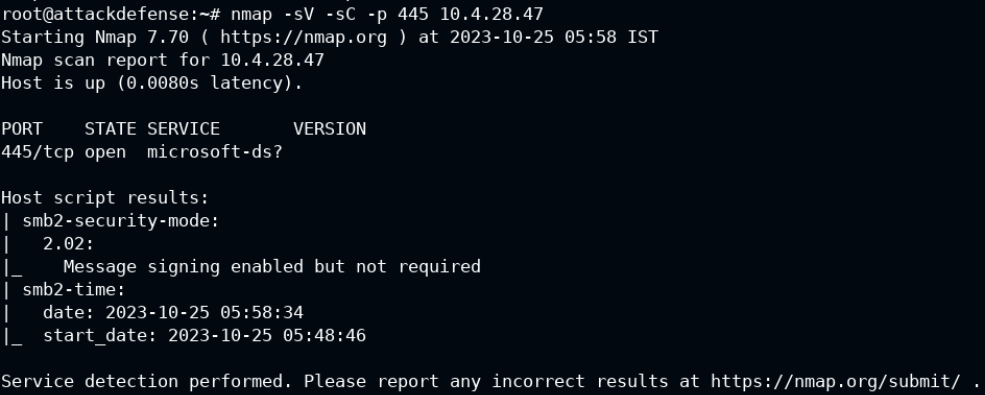 root@attackdefense:~# nmap -sV -sC -p 445 10.4.28.47
Starting Nmap 7.70 ( https://nmap.org ) at 2023-10-25 05:58 IST
Nmap scan report for 10.4.28.47
Host is up (0.0080s latency).

PORT    STATE SERVICE       VERSION
445/tcp open  microsoft-ds?

Host script results:
| smb2-security-mode:
|   2.02:
|_    Message signing enabled but not required
| smb2-time:
|   date: 2023-10-25 05:58:34
|_  start_date: 2023-10-25 05:48:46

Service detection performed. Please report any incorrect results at https://nmap.org/submit/ .